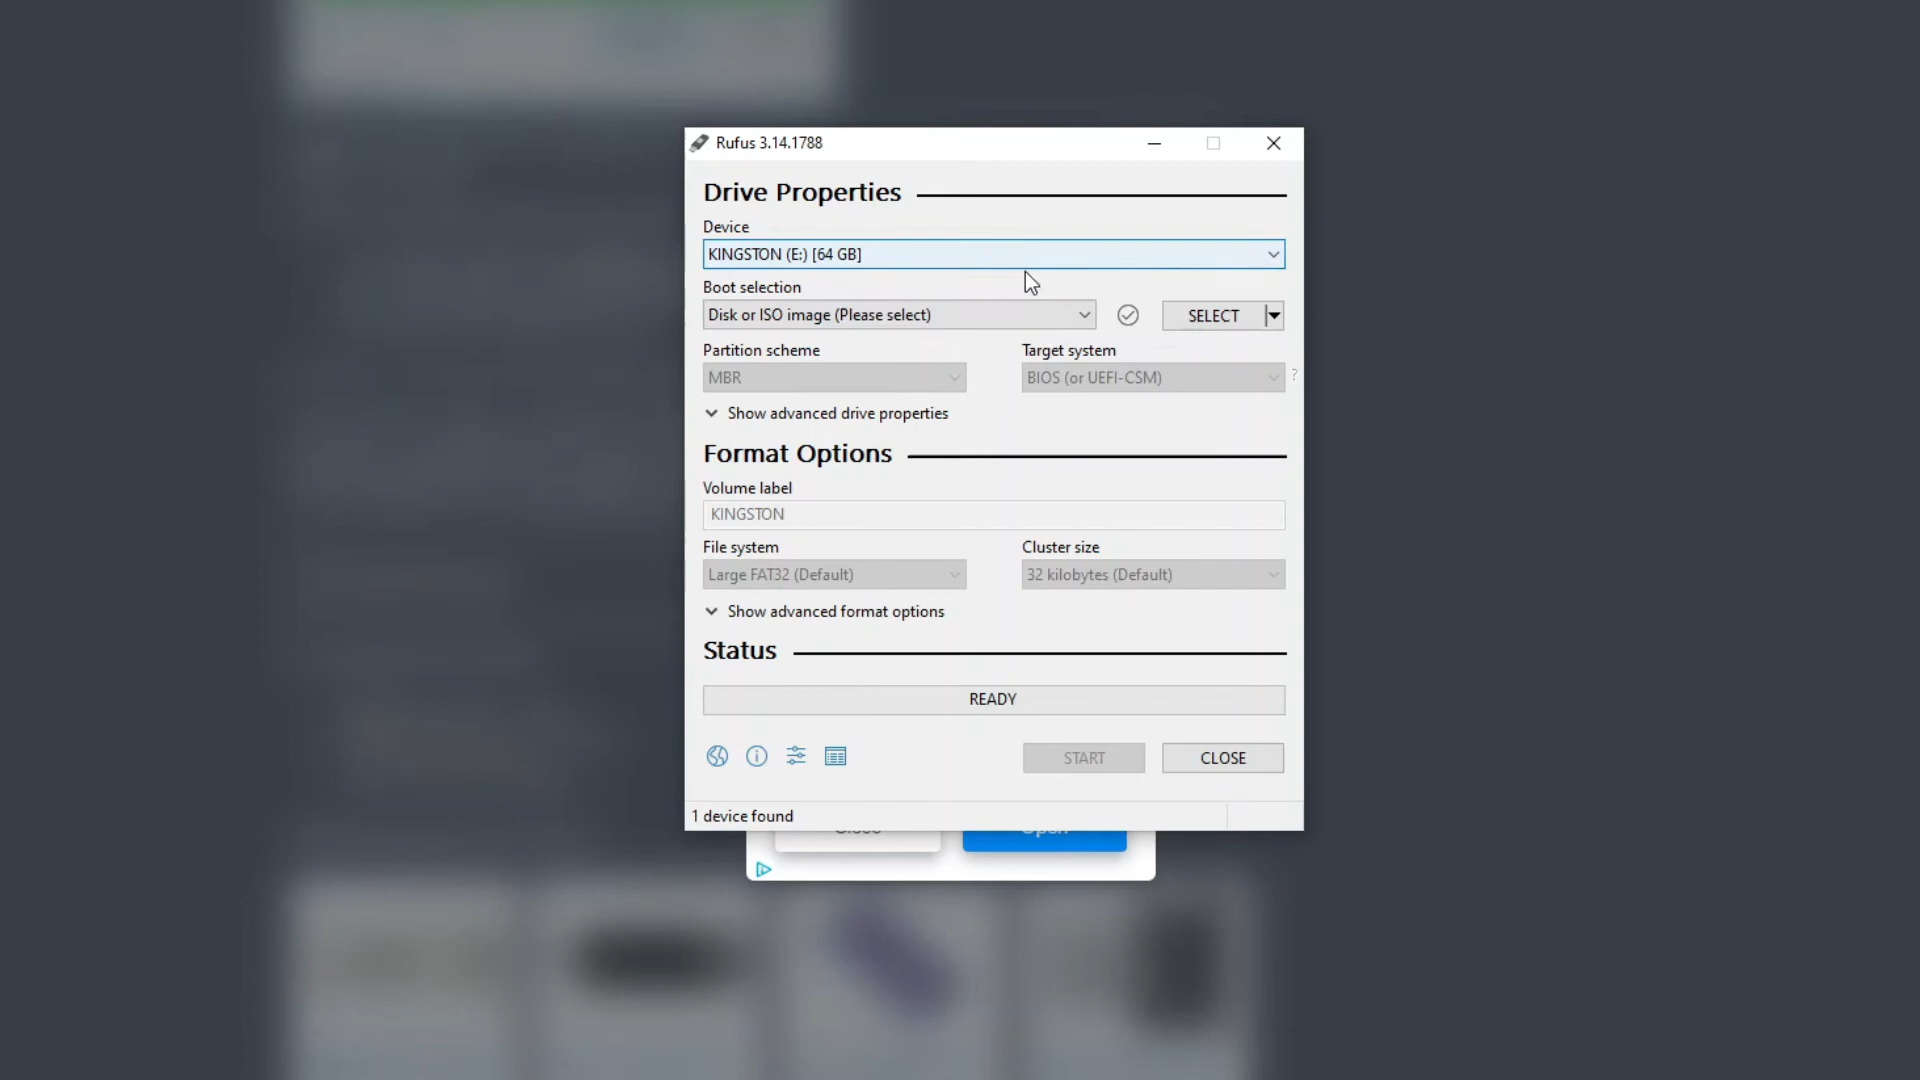 Rufus 3.14.1788
Drive Properties
Device
KINGSTON (E:) [64 GB]
Boot selection
Disk or ISO image (Please select)
SELECT
Partition scheme
Target system
MBR
BIOS (or UEFI-CSM)
?
Show advanced drive properties
Format Options
Volume label
KINGSTON
File system
Cluster size
Large FAT32 (Default)
32 kilobytes (Default)
Show advanced format options
Status
READY
START
CLOSE
1 device found
Close
Open